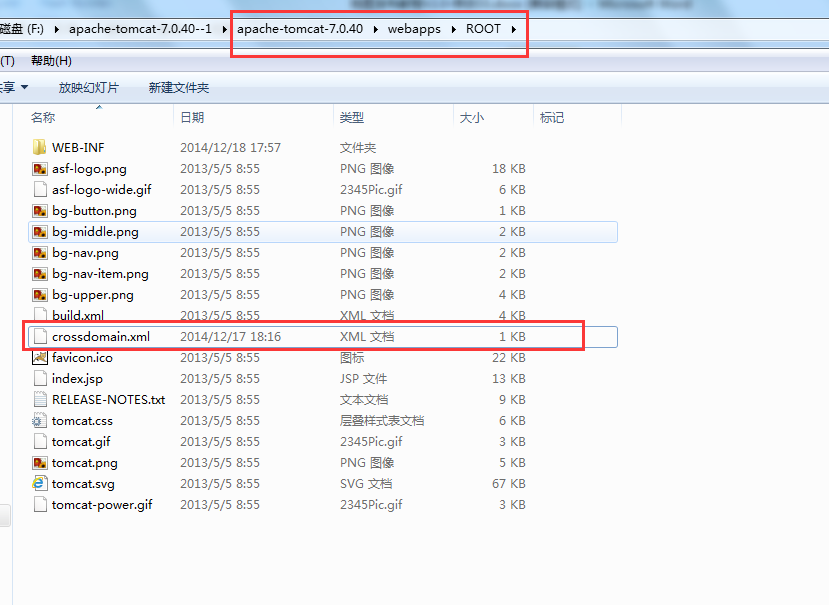 磁盘 (F:) ▸ apache-tomcat-7.0.40--1 ▸ apache-tomcat-7.0.40 ▸ webapps ▸ ROOT ▸
(T) 帮助(H)
享 ▼ 放映幻灯片 新建文件夹
名称 日期 类型 大小 标记
WEB-INF 2014/12/18 17:57 文件夹
asf-logo.png 2013/5/5 8:55 PNG 图像 18 KB
asf-logo-wide.gif 2013/5/5 8:55 2345Pic.gif 6 KB
bg-button.png 2013/5/5 8:55 PNG 图像 1 KB
bg-middle.png 2013/5/5 8:55 PNG 图像 2 KB
bg-nav.png 2013/5/5 8:55 PNG 图像 2 KB
bg-nav-item.png 2013/5/5 8:55 PNG 图像 2 KB
bg-upper.png 2013/5/5 8:55 PNG 图像 4 KB
build.xml 2013/5/5 8:55 XML 文档 4 KB
crossdomain.xml 2014/12/17 18:16 XML 文档 1 KB
favicon.ico 2013/5/5 8:55 图标 22 KB
index.jsp 2013/5/5 8:55 JSP 文件 13 KB
RELEASE-NOTES.txt 2013/5/5 8:55 文本文档 9 KB
tomcat.css 2013/5/5 8:55 层叠样式表文档 6 KB
tomcat.gif 2013/5/5 8:55 2345Pic.gif 3 KB
tomcat.png 2013/5/5 8:55 PNG 图像 5 KB
tomcat.svg 2013/5/5 8:55 SVG 文档 67 KB
tomcat-power.gif 2013/5/5 8:55 2345Pic.gif 3 KB